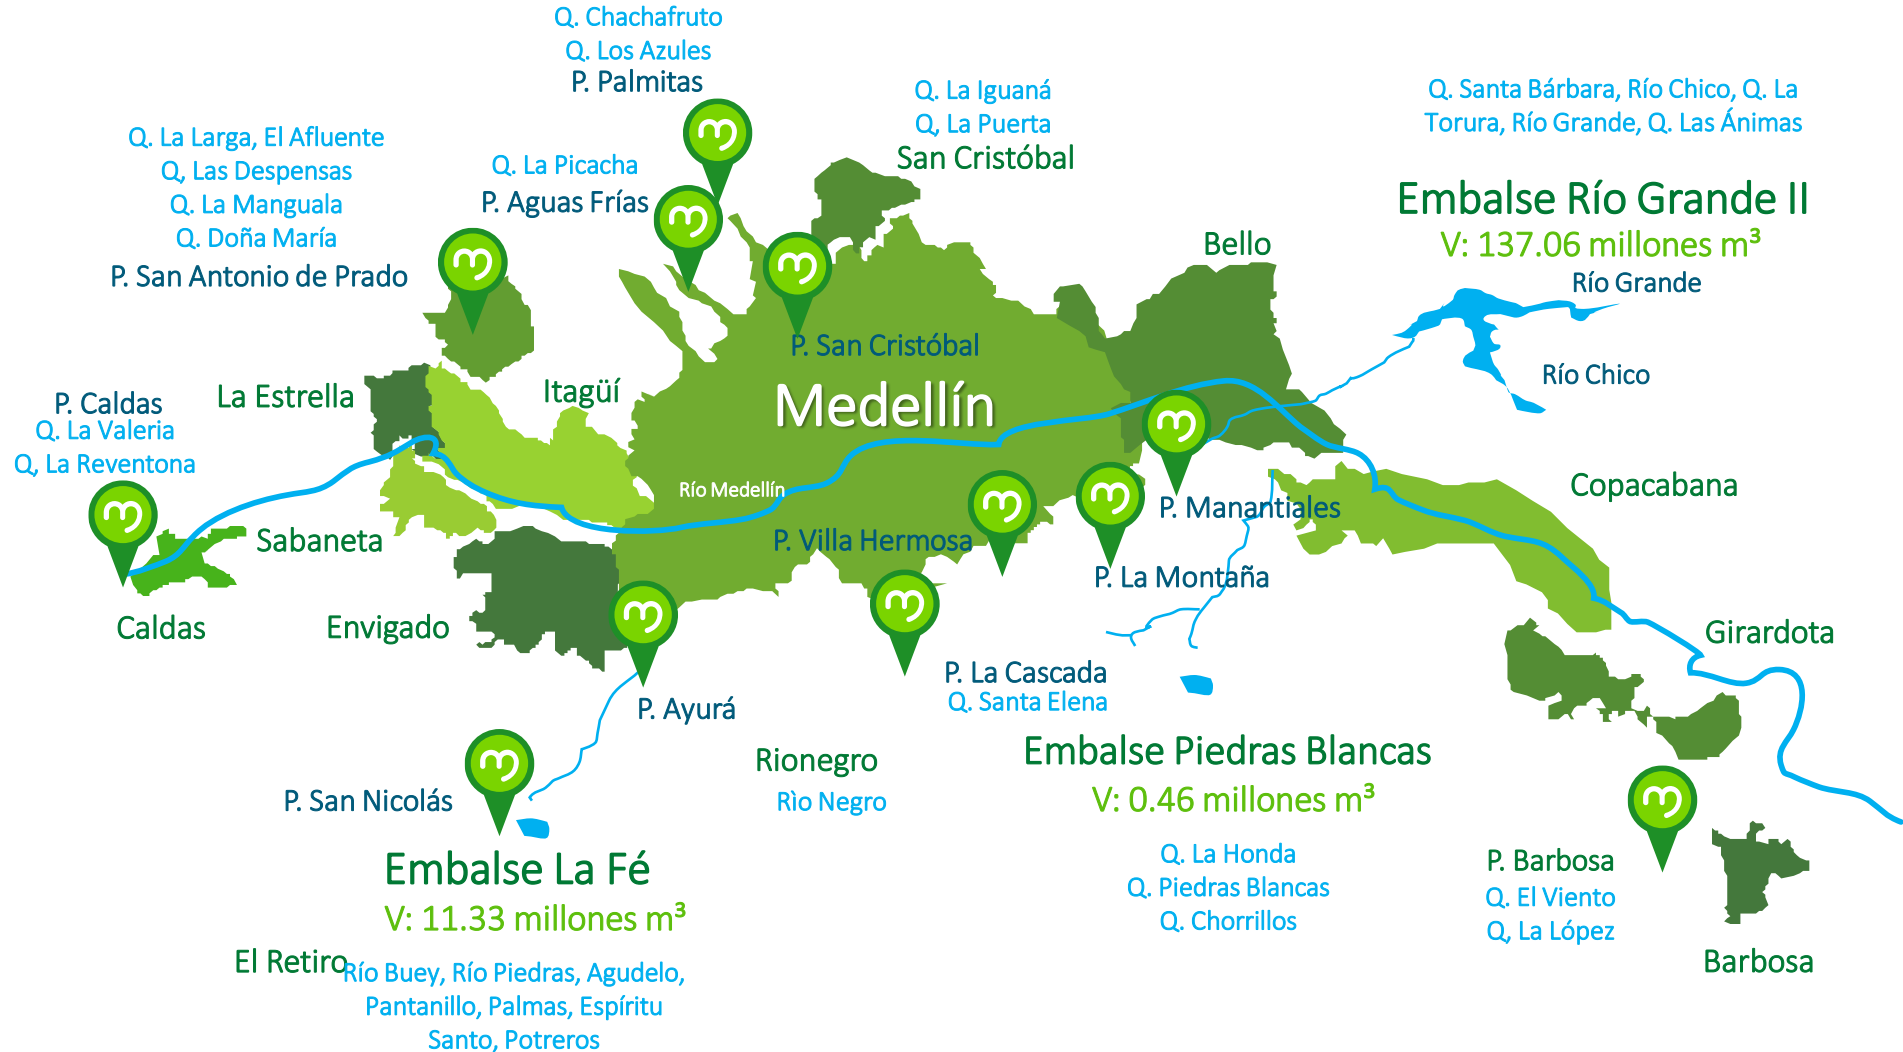 Q. Chachafruto
Q. Los Azules
P. Palmitas
Q. La Iguaná
Q, La Puerta
San Cristóbal
Q. Santa Bárbara, Río Chico, Q. La
Torura, Río Grande, Q. Las Ánimas
Embalse Río Grande II
V: 137.06 millones m³
Río Grande
Río Chico
Q. La Larga, El Afluente
Q, Las Despensas
Q. La Manguala
Q. Doña María
P. San Antonio de Prado
Q. La Picacha
P. Aguas Frías
Bello
P. San Cristóbal
Medellín
La Estrella
Itagüí
P. Caldas
Q. La Valeria
Q, La Reventona
Río Medellín
Copacabana
P. Manantiales
Sabaneta
P. Villa Hermosa
P. La Montaña
Caldas
Envigado
Girardota
P. La Cascada
Q. Santa Elena
P. Ayurá
Rionegro
Rìo Negro
Embalse Piedras Blancas
V: 0.46 millones m³
Q. La Honda
Q. Piedras Blancas
Q. Chorrillos
P. San Nicolás
Embalse La Fé
V: 11.33 millones m³
El Retiro
Río Buey, Río Piedras, Agudelo,
Pantanillo, Palmas, Espíritu
Santo, Potreros
P. Barbosa
Q. El Viento
Q, La López
Barbosa